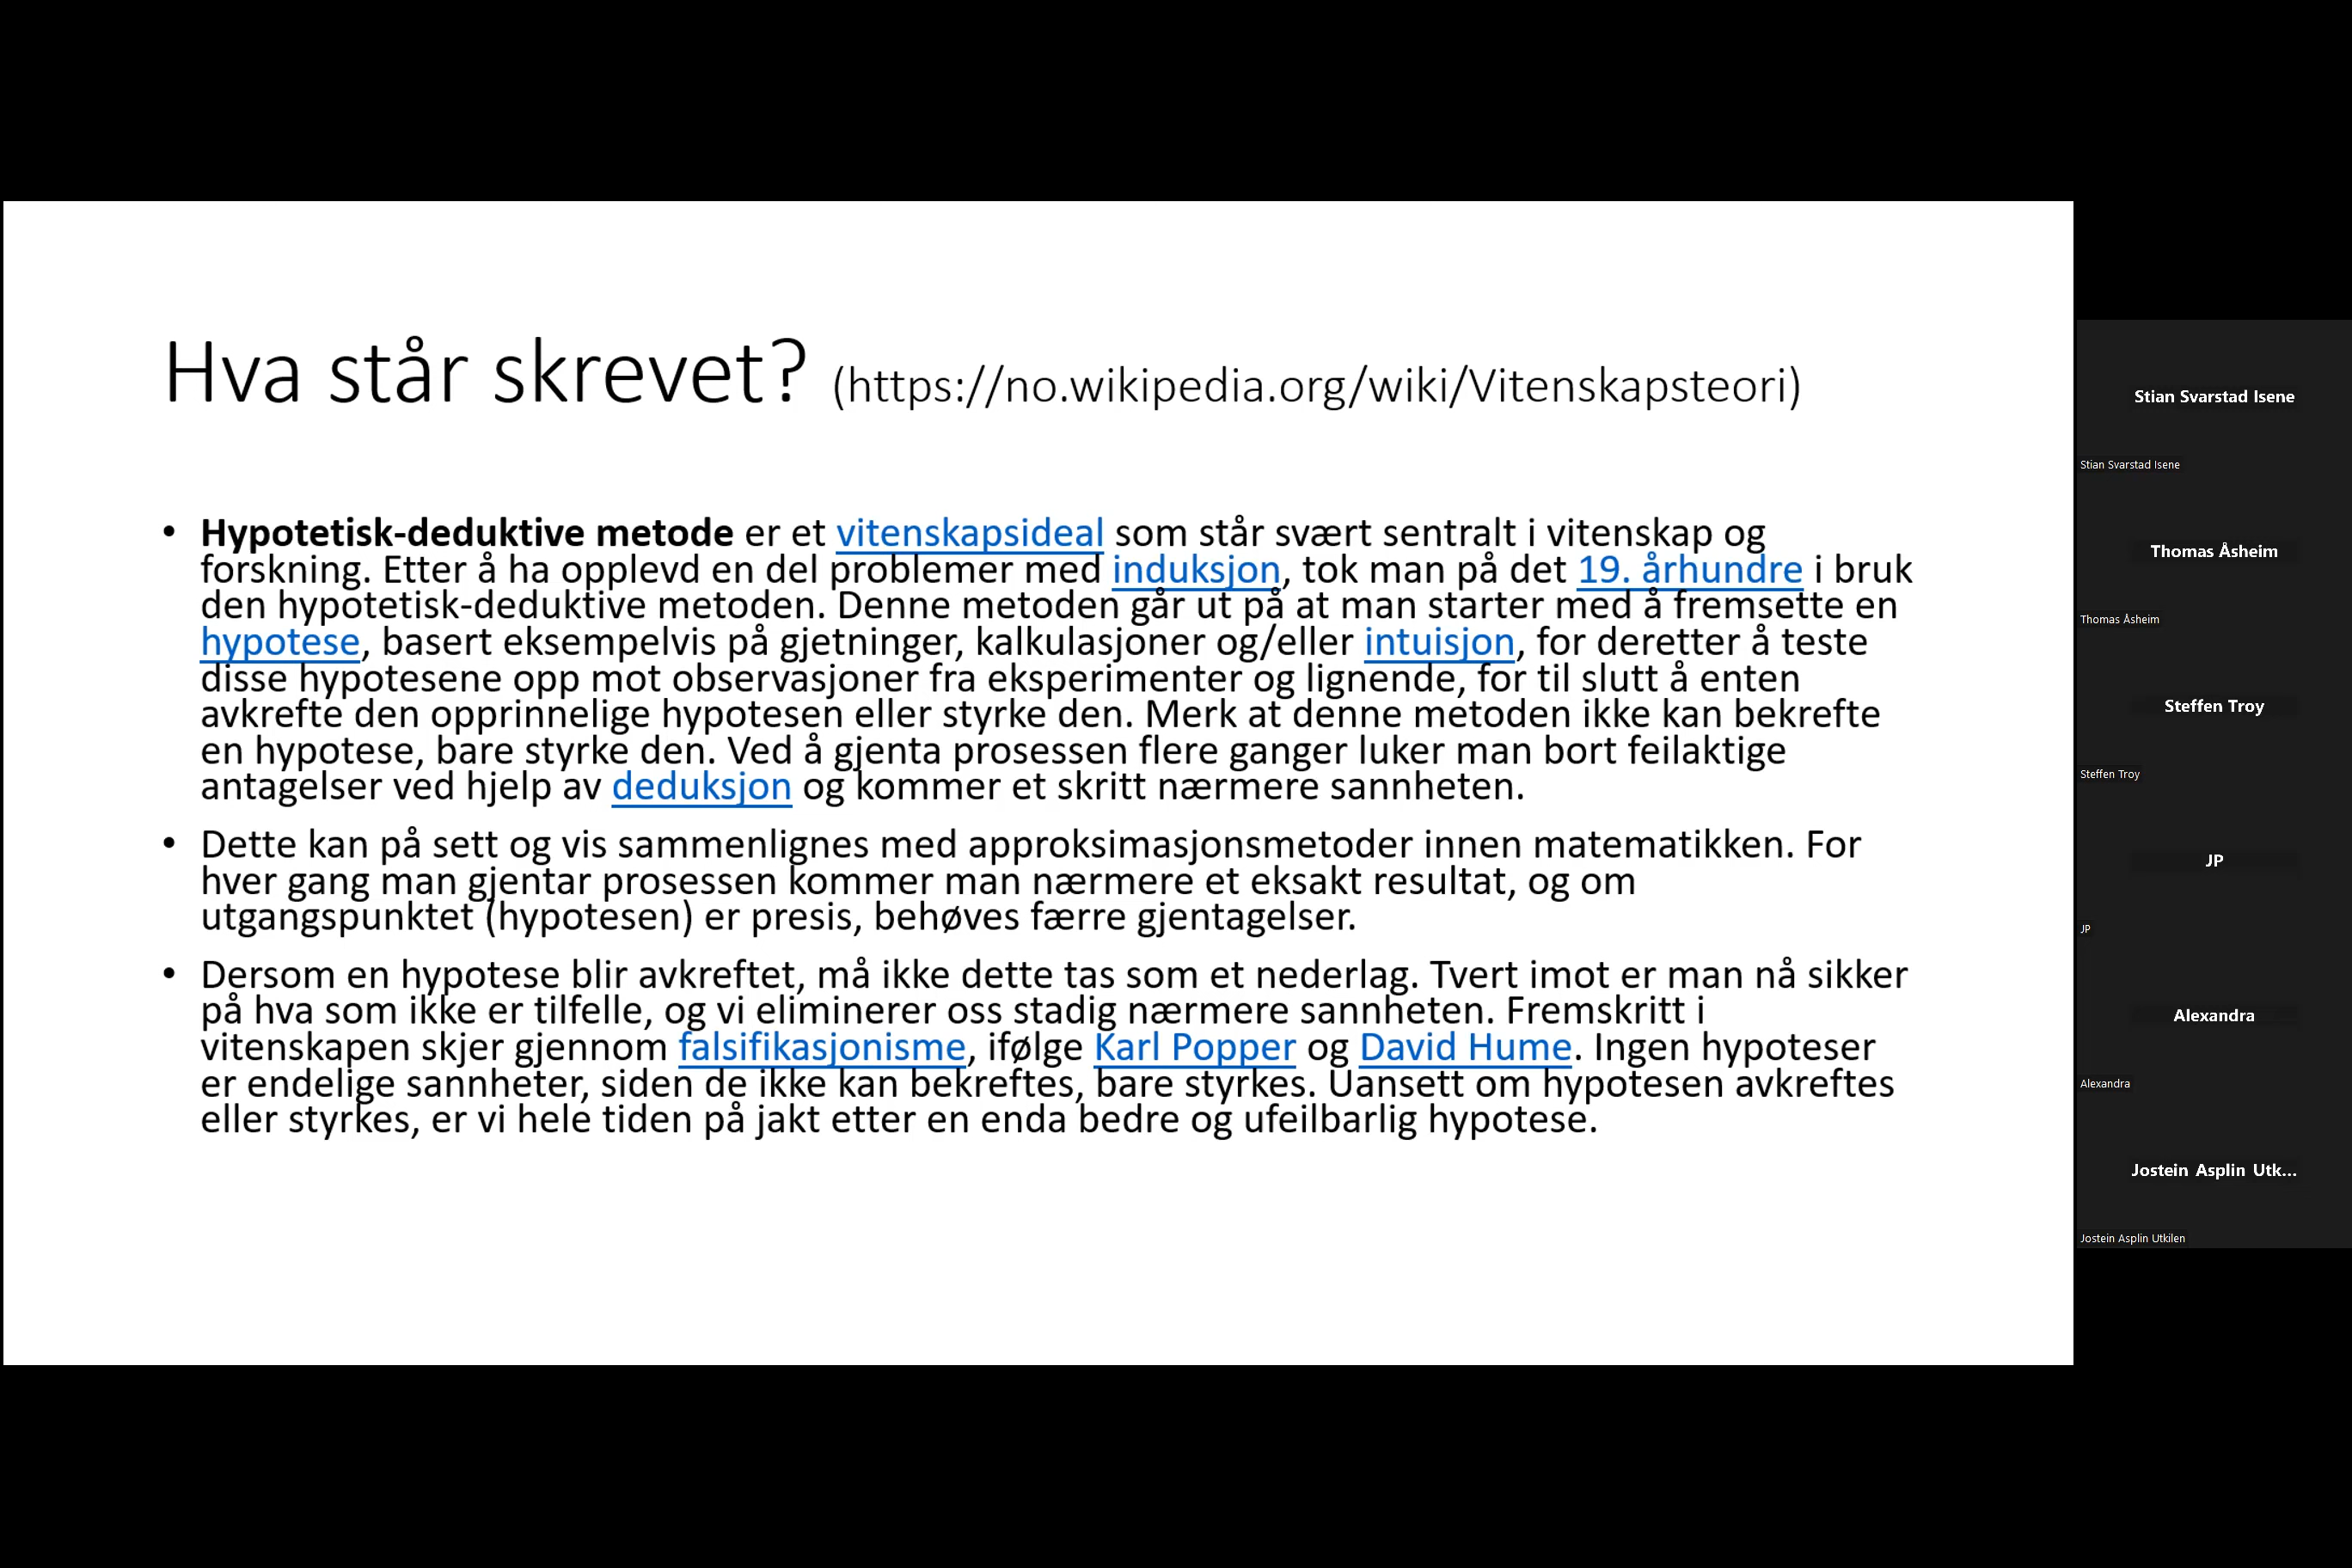 Hva står skrevet? (https://no.wikipedia.org/wiki/Vitenskapsteori)
• Hypotetisk-deduktive metode er et vitenskapsideal som står svært sentralt i vitenskap og
forskning. Etter å ha opplevd en del problemer med induksjon, tok man på det 19. århundre i bruk
den hypotetisk-deduktive metoden. Denne metoden går ut på at man starter med å fremsette en
hypotese, basert eksempelvis på gjetninger, kalkulasjoner og/eller intuisjon, for deretter å teste
disse hypotesene opp mot observasjoner fra eksperimenter og lignende, for til slutt å enten
avkrefte den opprinnelige hypotesen eller styrke den. Merk at denne metoden ikke kan bekrefte
en hypotese, bare styrke den. Ved å gjenta prosessen flere ganger luker man bort feilaktige
antagelser ved hjelp av deduksjon og kommer et skritt nærmere sannheten.
• Dette kan på sett og vis sammenlignes med approksimasjonsmetoder innen matematikken. For
hver gang man gjentar prosessen kommer man nærmere et eksakt resultat, og om
utgangspunktet (hypotesen) er presis, behøves færre gjentagelser.
• Dersom en hypotese blir avkreftet, må ikke dette tas som et nederlag. Tvert imot er man nå sikker
på hva som ikke er tilfelle, og vi eliminerer oss stadig nærmere sannheten. Fremskritt i
vitenskapen skjer gjennom falsifikasjonisme, ifølge Karl Popper og David Hume. Ingen hypoteser
er endelige sannheter, siden de ikke kan bekreftes, bare styrkes. Uansett om hypotesen avkreftes
eller styrkes, er vi hele tiden på jakt etter en enda bedre og ufeilbarlig hypotese.
Stian Svarstad Isene
Stian Svarstad Isene
Thomas Åsheim
Thomas Åsheim
Steffen Troy
Steffen Troy
JP
JP
Alexandra
Alexandra
Jostein Asplin Utk...
Jostein Asplin Utkilen